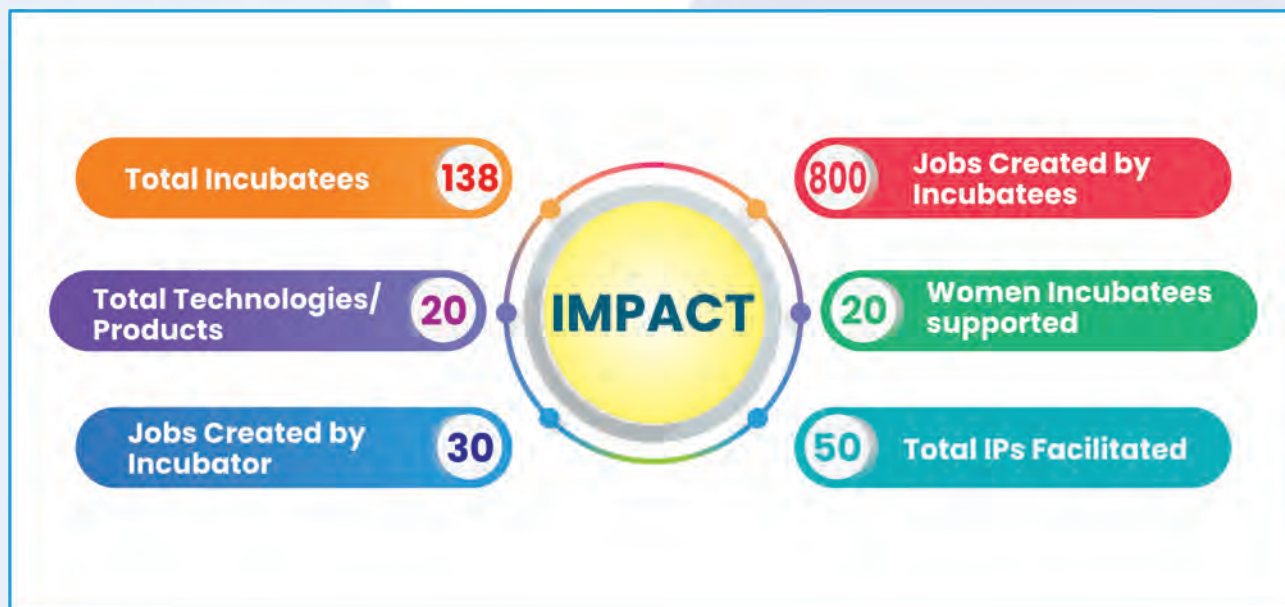 Total Incubatees 138
Total Technologies/
Products 20
Jobs Created by
Incubator 30
IMPACT
800 Jobs Created by
Incubatees
20 Women Incubatees
supported
50 Total IPs Facilitated